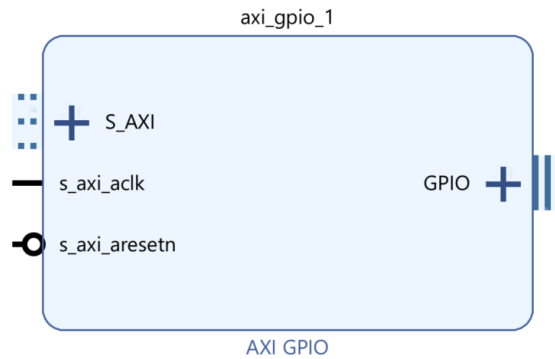 axi_gpio_1
S_AXI
s_axi_aclk
GPIO
s_axi_aresetn
AXI GPIO